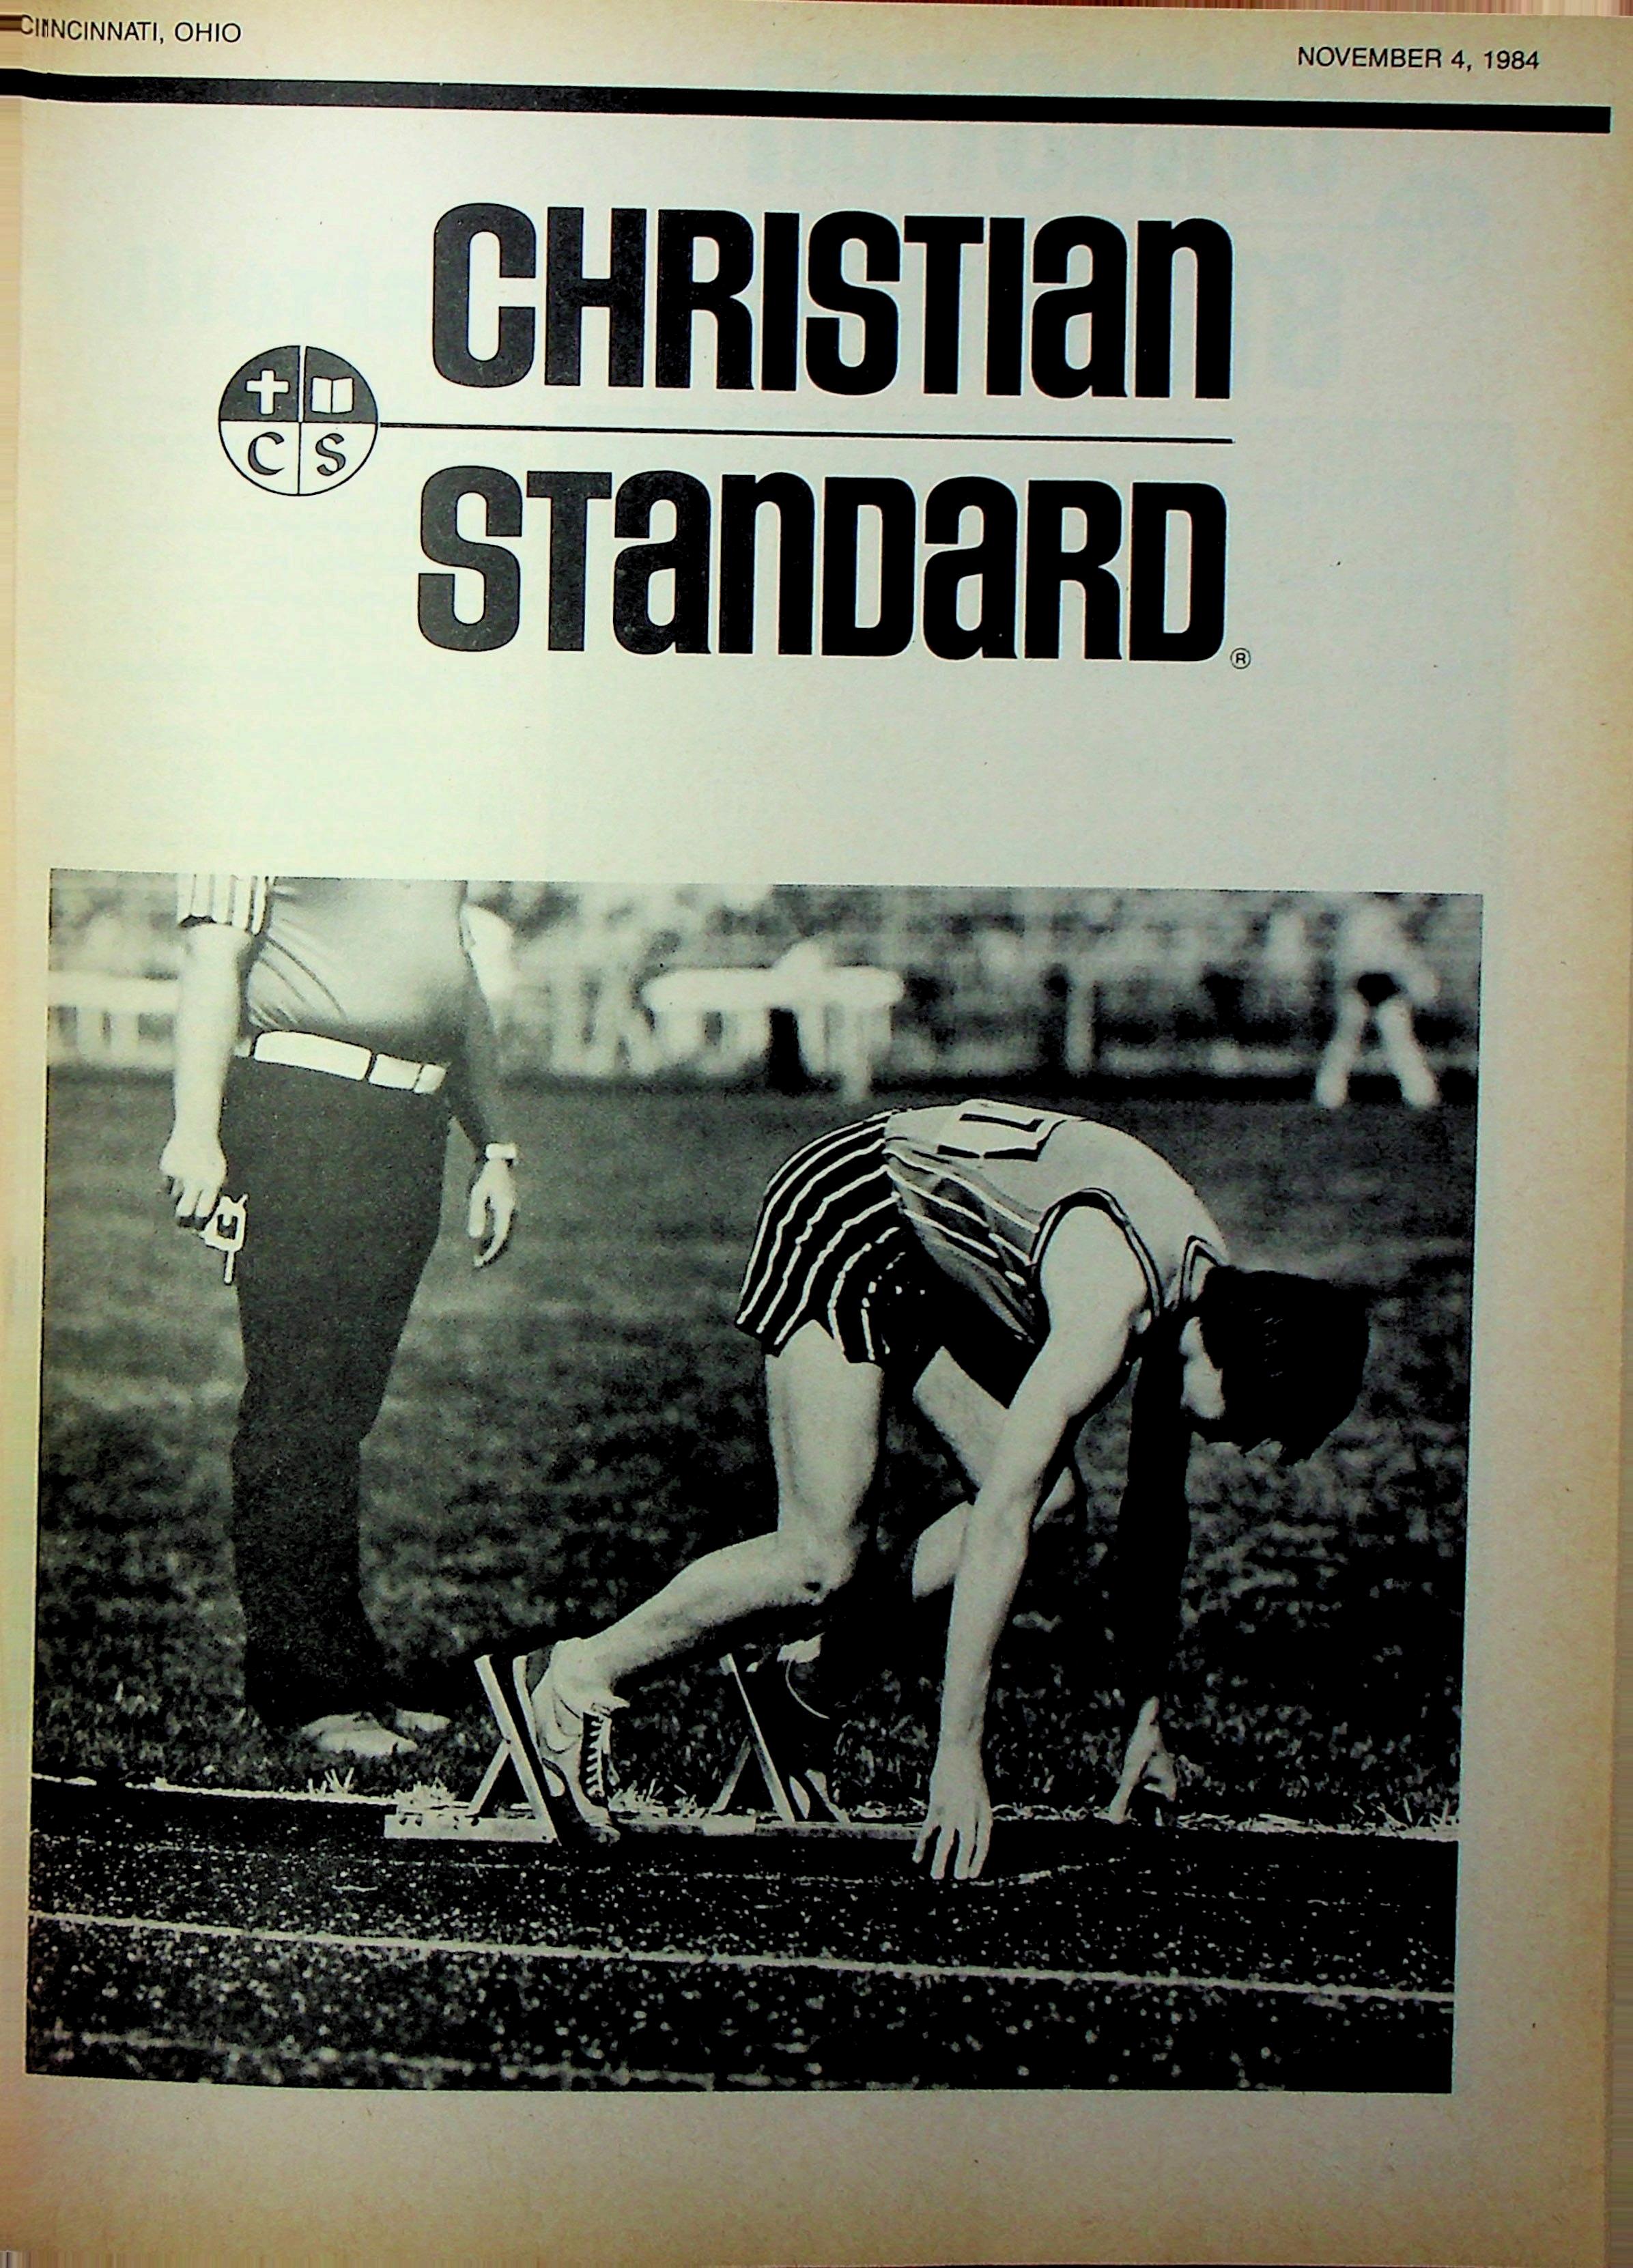 CINCINNATI, OHIO
NOVEMBER 4, 1984
CHRISTIan
C S
STanDaRD®